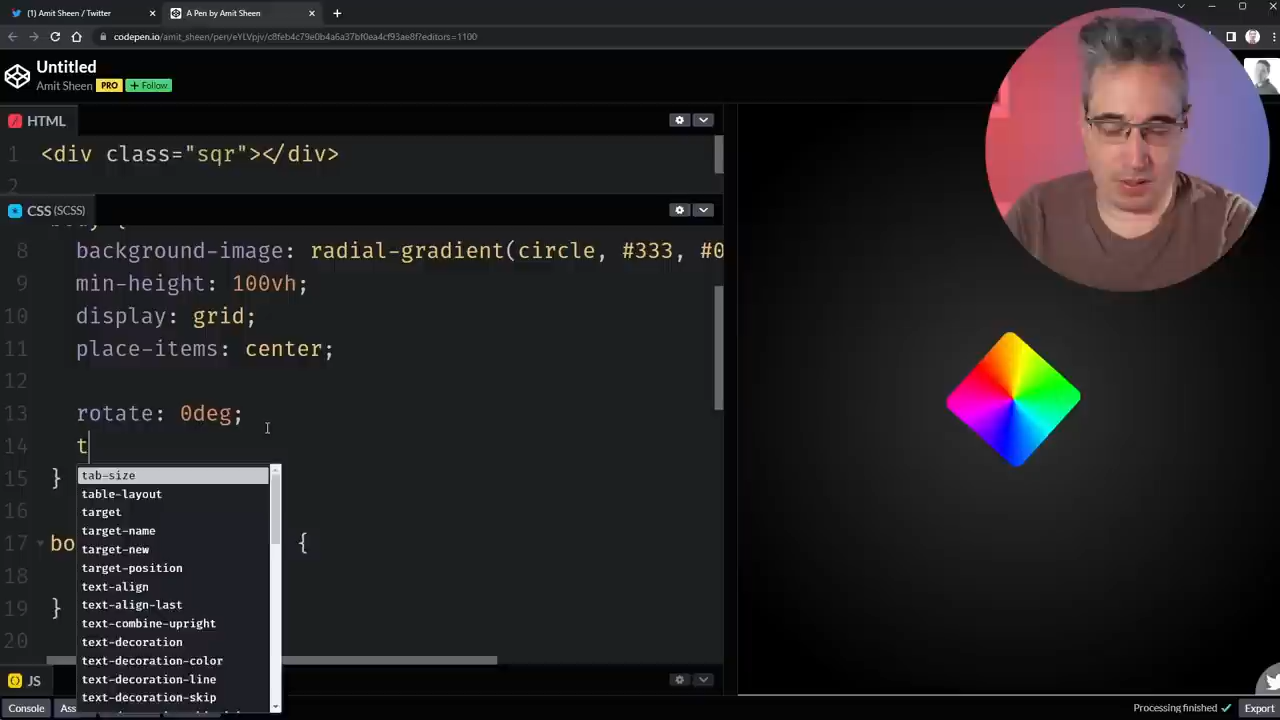 (1) Amit Sheen / Twitter
A Pen by Amit Sheen
codepen.io/amit_sheen/pen/eYLVpjv/c8feb4c79e0b4a6a37bf0ea4cf93ae8f?editors=1100
Untitled
Amit Sheen PRO + Follow
HTML
1 <div class="sqr"></div>
2
CSS (SCSS)
8 background-image: radial-gradient(circle, #333, #0
9 min-height: 100vh;
10 display: grid;
11 place-items: center;
12
13 rotate: 0deg;
14 t
tab-size
15 }
table-layout
16
target
target-name
17 bo {
target-new
18
target-position
text-align
19 }
text-align-last
text-combine-upright
20
text-decoration
text-decoration-color
text-decoration-line
text-decoration-skip
JS
Console
Ass
Processing finished
Export